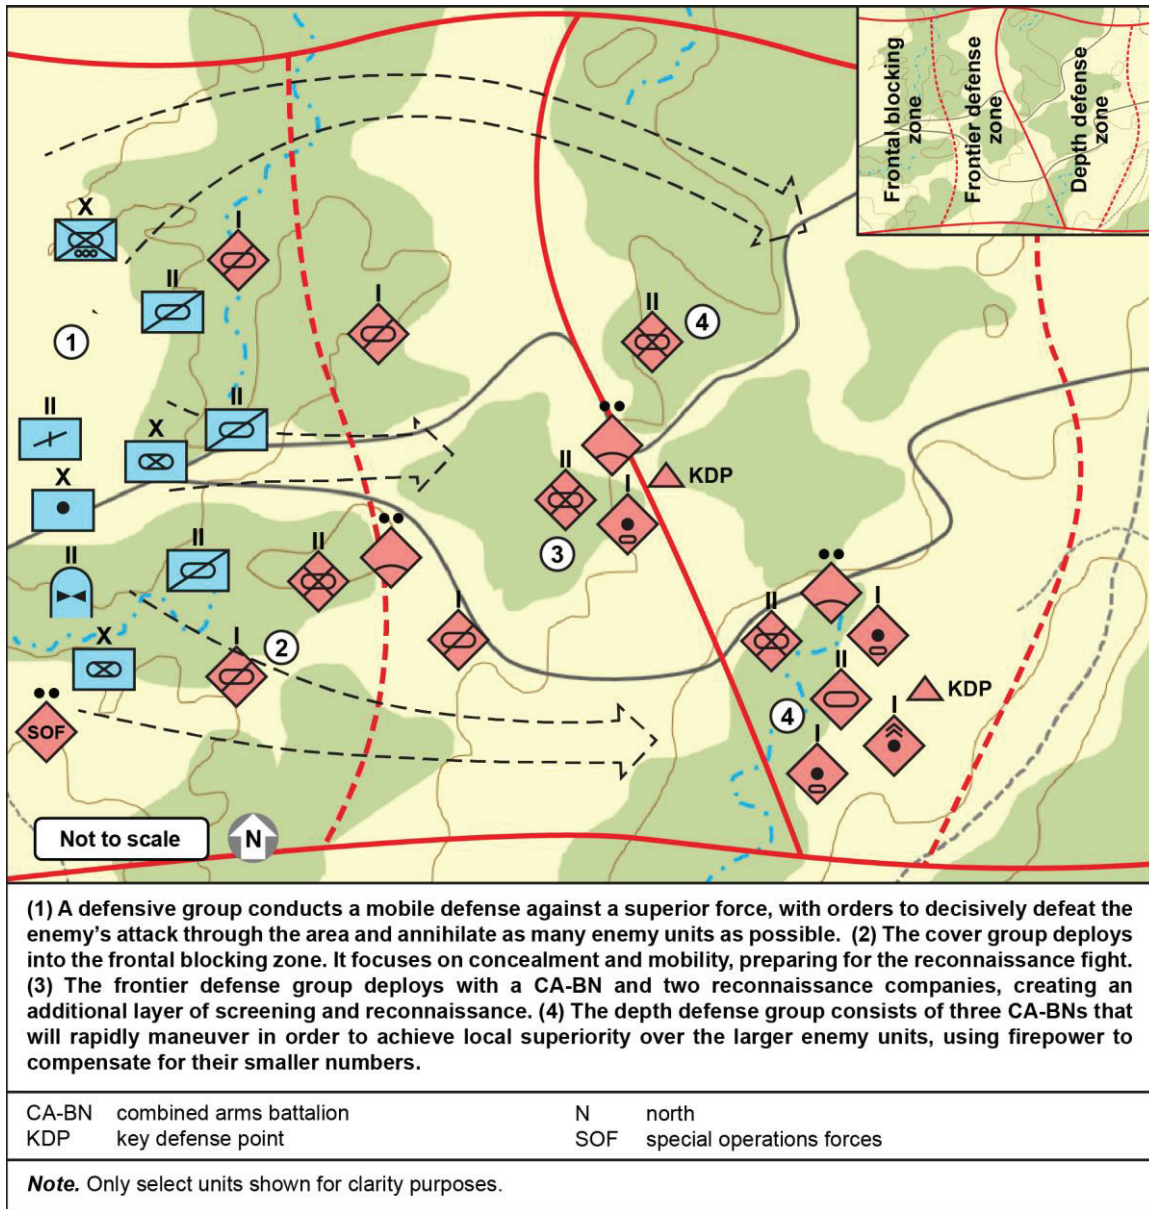 Frontal blocking
zone
Frontier defense
zone
Depth defense
zone
X
I
II
I
II
4
1
II
II
X
II
KDP
I
X
3
II
II
II
I
I
II
X
I
2
II
KDP
I
4
I
SOF
Not to scale
N
(1) A defensive group conducts a mobile defense against a superior force, with orders to decisively defeat the
enemy's attack through the area and annihilate as many enemy units as possible. (2) The cover group deploys
into the frontal blocking zone. It focuses on concealment and mobility, preparing for the reconnaissance fight.
(3) The frontier defense group deploys with a CA-BN and two reconnaissance companies, creating an
additional layer of screening and reconnaissance. (4) The depth defense group consists of three CA-BNs that
will rapidly maneuver in order to achieve local superiority over the larger enemy units, using firepower to
compensate for their smaller numbers.
CA-BN combined arms battalion
N north
KDP key defense point
SOF special operations forces
Note. Only select units shown for clarity purposes.